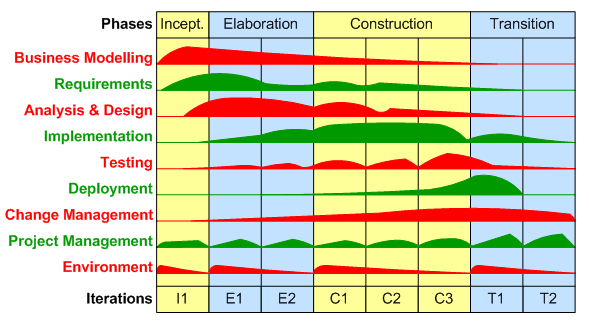 Phases Incept. Elaboration Construction Transition
Business Modelling
Requirements
Analysis & Design
Implementation
Testing
Deployment
Change Management
Project Management
Environment
Iterations I1 E1 E2 C1 C2 C3 T1 T2